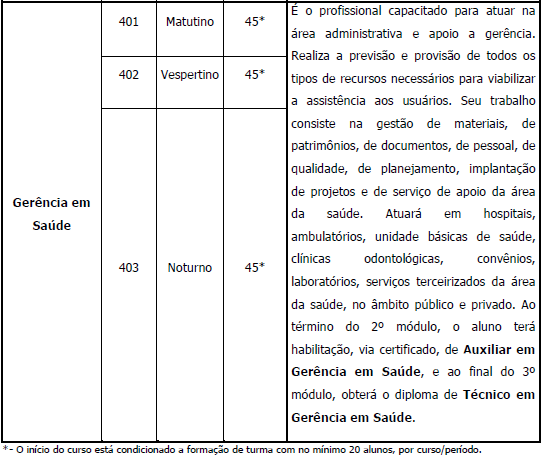 Gerência em
Saúde
401 Matutino 45*
402 Vespertino 45*
403 Noturno 45*
É o profissional capacitado para atuar na
área administrativa e apoio a gerência.
Realiza a previsão e provisão de todos os
tipos de recursos necessários para viabilizar
a assistência aos usuários. Seu trabalho
consiste na gestão de materiais, de
patrimônios, de documentos, de pessoal, de
qualidade, de planejamento, implantação
de projetos e de serviço de apoio da área
da saúde. Atuará em hospitais,
ambulatórios, unidade básicas de saúde,
clínicas odontológicas, convênios,
laboratórios, serviços terceirizados da área
da saúde, no âmbito público e privado. Ao
término do 2º módulo, o aluno terá
habilitação, via certificado, de Auxiliar em
Gerência em Saúde, e ao final do 3º
módulo, obterá o diploma de Técnico em
Gerência em Saúde.
*- O início do curso está condicionado a formação de turma com no mínimo 20 alunos, por curso/período.